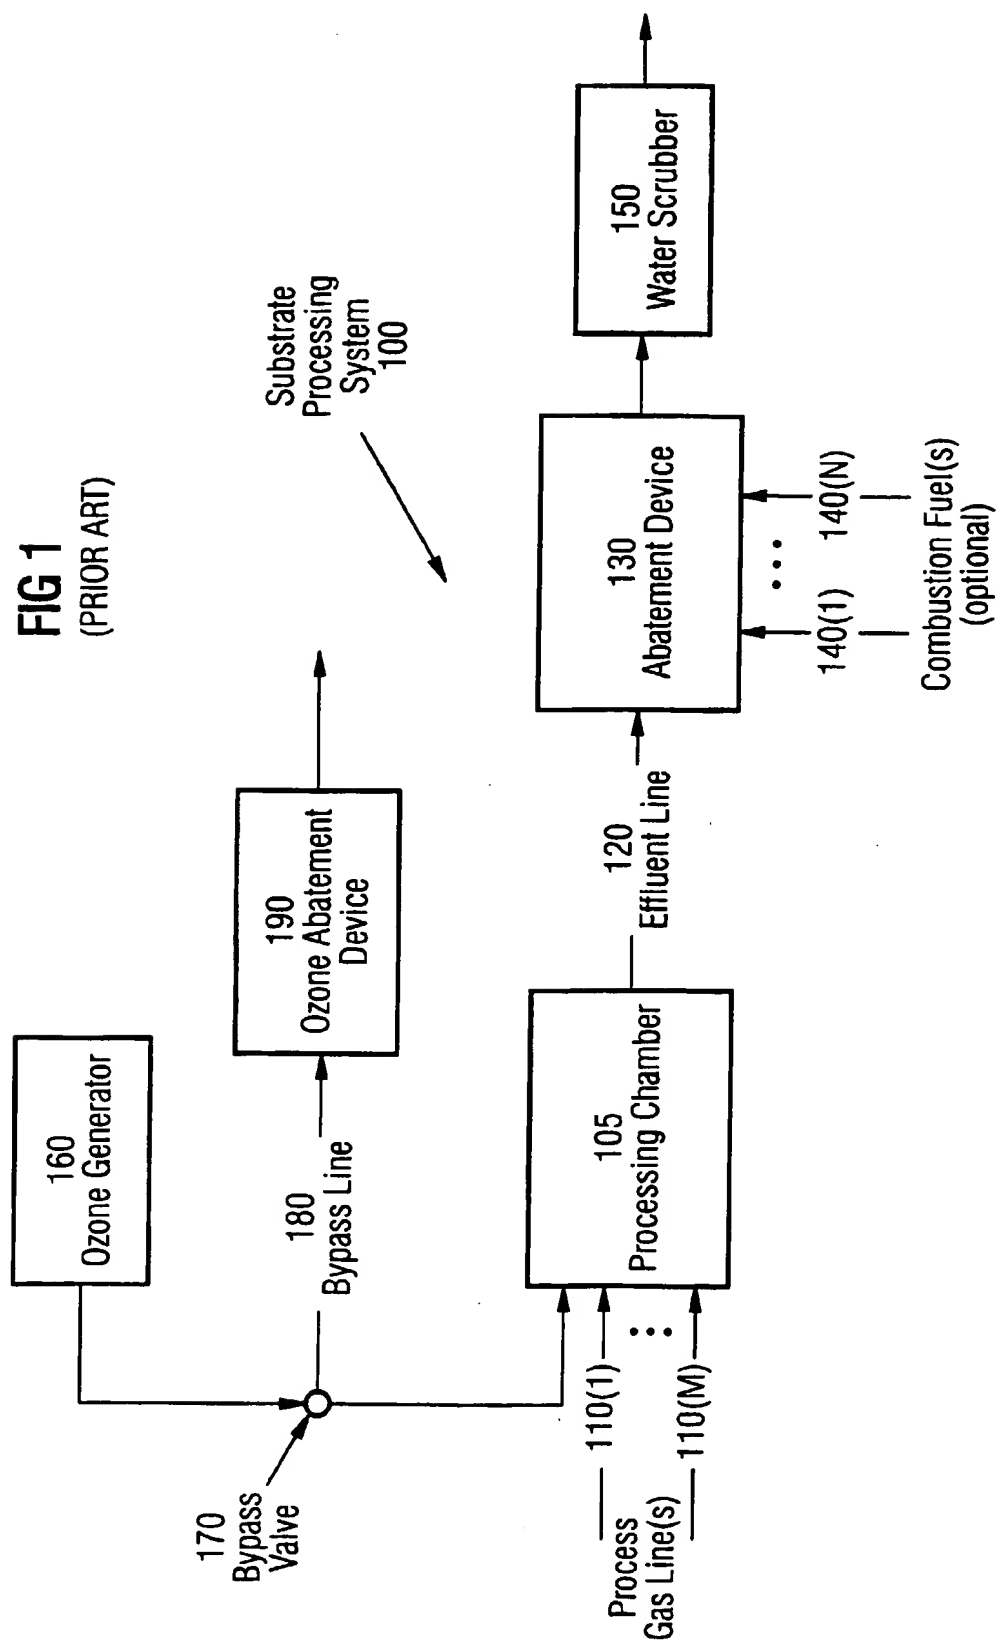 FIG 1
(PRIOR ART)
160
Ozone Generator
170
Bypass
Valve
180
Bypass Line
190
Ozone Abatement
Device
Substrate
Processing
System
100
Process
Gas Line(s)
110(1)
110(M)
105
Processing Chamber
120
Effluent Line
130
Abatement Device
140(1)
140(N)
Combustion Fuel(s)
(optional)
150
Water Scrubber